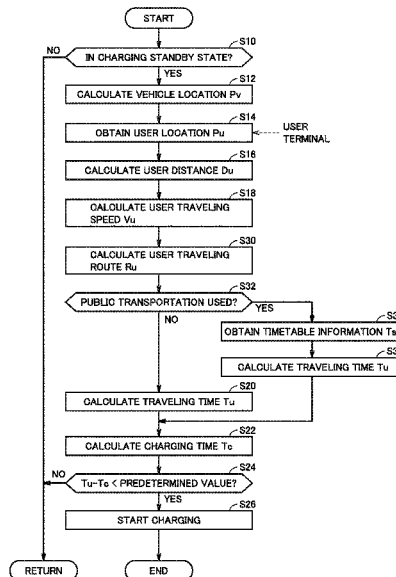 START
S10
NO
IN CHARGING STANDBY STATE?
YES
S12
CALCULATE VEHICLE LOCATION Pv
S14
OBTAIN USER LOCATION Pu
USER
TERMINAL
S16
CALCULATE USER DISTANCE Du
S18
CALCULATE USER TRAVELING
SPEED Vu
S30
CALCULATE USER TRAVELING
ROUTE Ru
S32
PUBLIC TRANSPORTATION USED?
YES
NO
OBTAIN TIMETABLE INFORMATION Ts
CALCULATE TRAVELING TIME Tu
S20
CALCULATE TRAVELING TIME Tu
S22
CALCULATE CHARGING TIME Tc
S24
NO
Tu-Tc < PREDETERMINED VALUE?
YES
S26
START CHARGING
RETURN
END